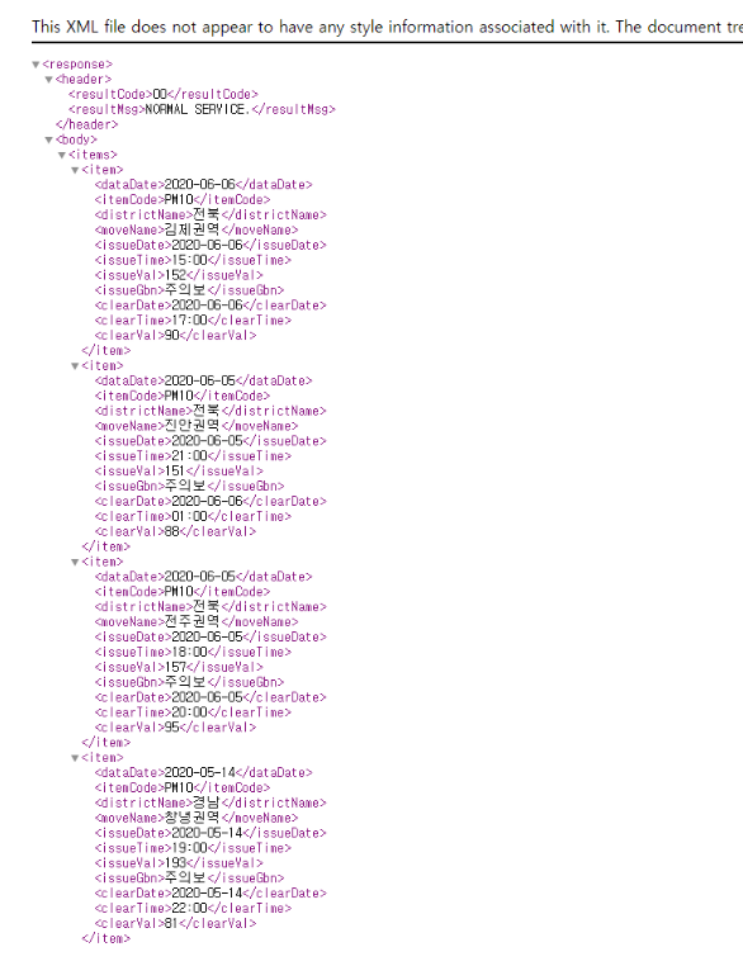 This XML file does not appear to have any style information associated with it. The document tre
▼<response>
▼<header>
<resultCode>00</resultCode>
<resultMsg>NORMAL SERVICE.</resultMsg>
</header>
▼<body>
▼<items>
▼<item>
<dataDate>2020-06-06</dataDate>
<itemCode>PM10</itemCode>
<districtName>전북</districtName>
<moveName>김제권역</moveName>
<issueDate>2020-06-06</issueDate>
<issueTime>15:00</issueTime>
<issueVal>152</issueVal>
<issueGbn>주의보</issueGbn>
<clearDate>2020-06-06</clearDate>
<clearTime>17:00</clearTime>
<clearVal>90</clearVal>
</item>
▼<item>
<dataDate>2020-06-05</dataDate>
<itemCode>PM10</itemCode>
<districtName>전북</districtName>
<moveName>진안권역</moveName>
<issueDate>2020-06-05</issueDate>
<issueTime>21:00</issueTime>
<issueVal>151</issueVal>
<issueGbn>주의보</issueGbn>
<clearDate>2020-06-06</clearDate>
<clearTime>01:00</clearTime>
<clearVal>88</clearVal>
</item>
▼<item>
<dataDate>2020-06-05</dataDate>
<itemCode>PM10</itemCode>
<districtName>전북</districtName>
<moveName>전주권역</moveName>
<issueDate>2020-06-05</issueDate>
<issueTime>18:00</issueTime>
<issueVal>157</issueVal>
<issueGbn>주의보</issueGbn>
<clearDate>2020-06-05</clearDate>
<clearTime>20:00</clearTime>
<clearVal>95</clearVal>
</item>
▼<item>
<dataDate>2020-05-14</dataDate>
<itemCode>PM10</itemCode>
<districtName>경남</districtName>
<moveName>창녕권역</moveName>
<issueDate>2020-05-14</issueDate>
<issueTime>19:00</issueTime>
<issueVal>193</issueVal>
<issueGbn>주의보</issueGbn>
<clearDate>2020-05-14</clearDate>
<clearTime>22:00</clearTime>
<clearVal>81</clearVal>
</item>